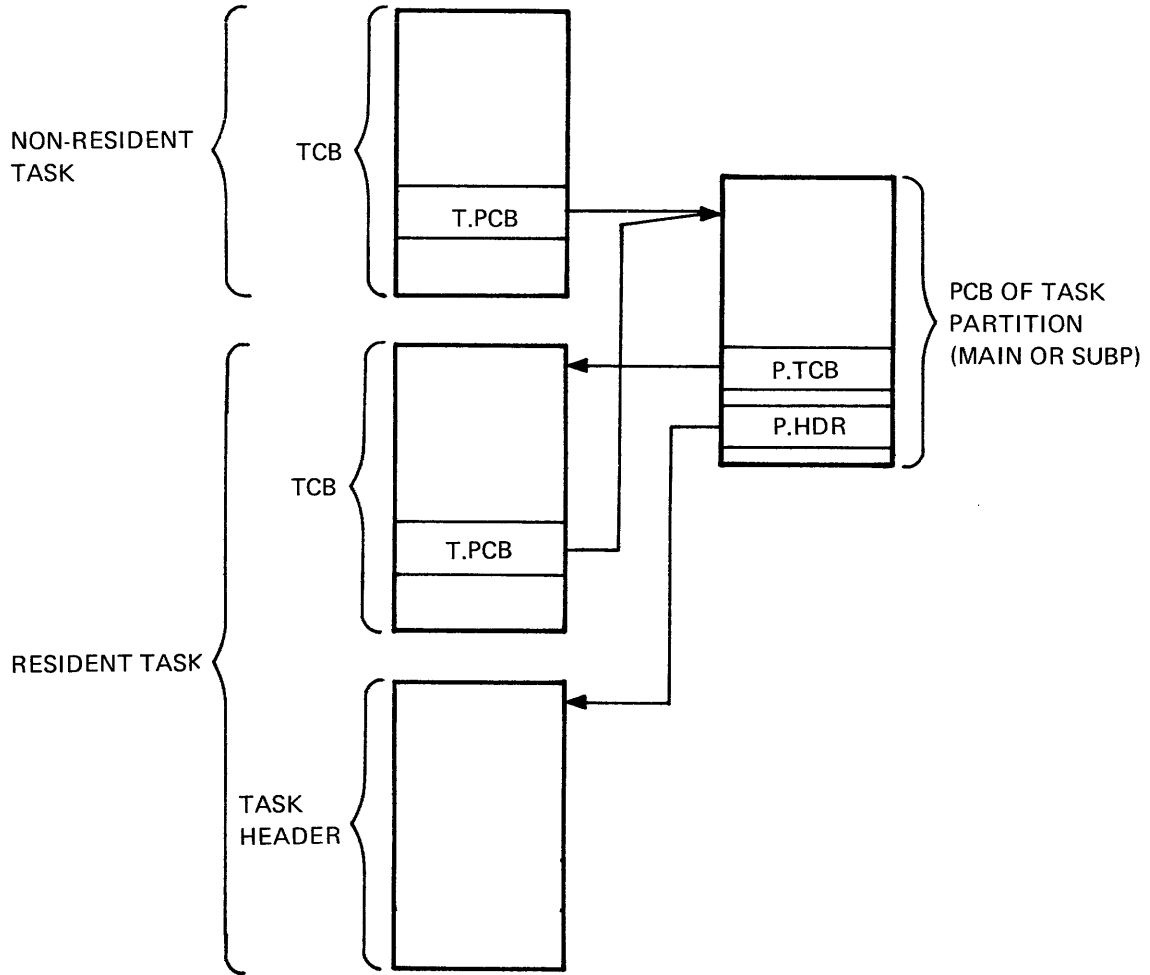 NON-RESIDENT
TASK
TCB
T.PCB
PCB OF TASK
PARTITION
(MAIN OR SUBP)
P.TCB
P.HDR
TCB
T.PCB
RESIDENT TASK
TASK
HEADER